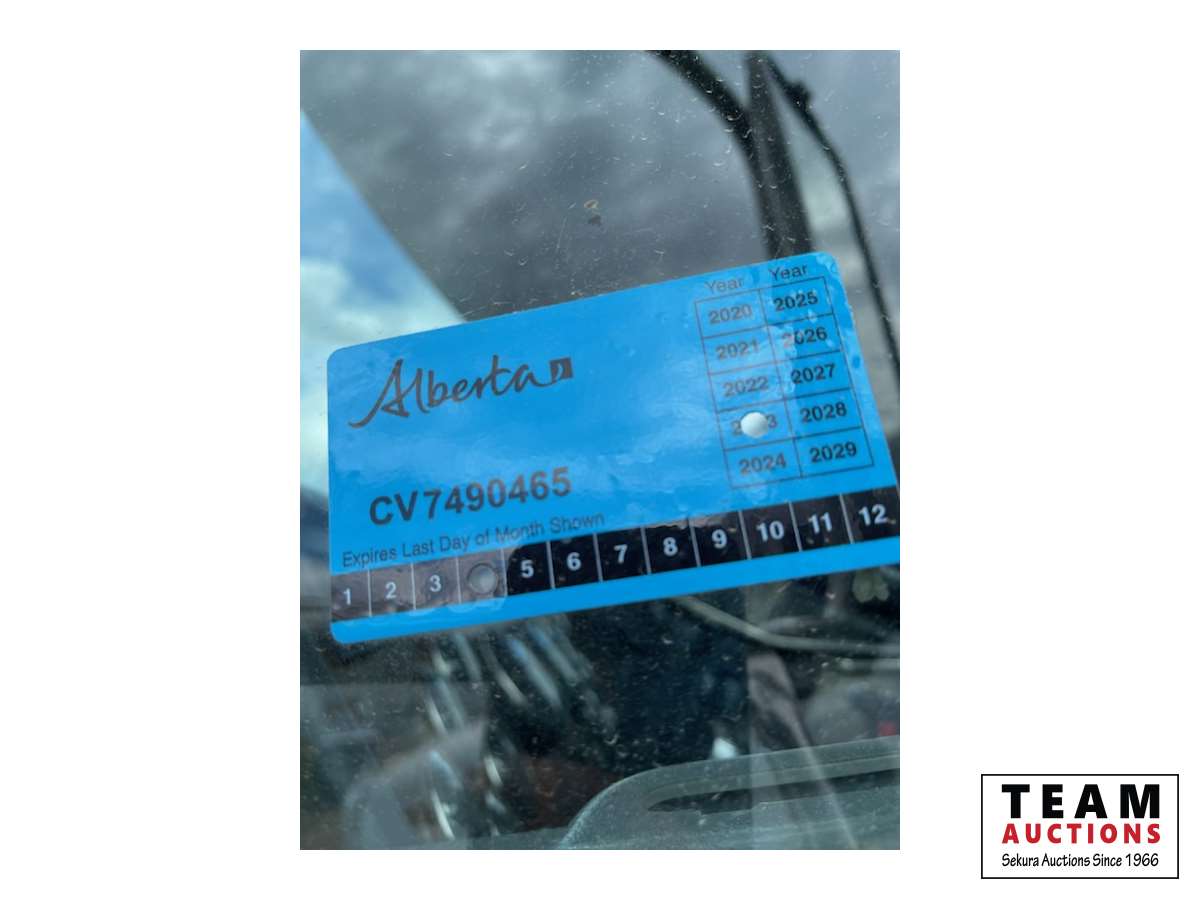 Year Year
2020 2025
2021 2026
2022 2027
2028
2024 2029
Alberta
CV7490465
Expires Last Day of Month Shown
1 2 3 5 6 7 8 9 10 11 12
TEAM
AUCTIONS
Sekura Auctions Since 1966